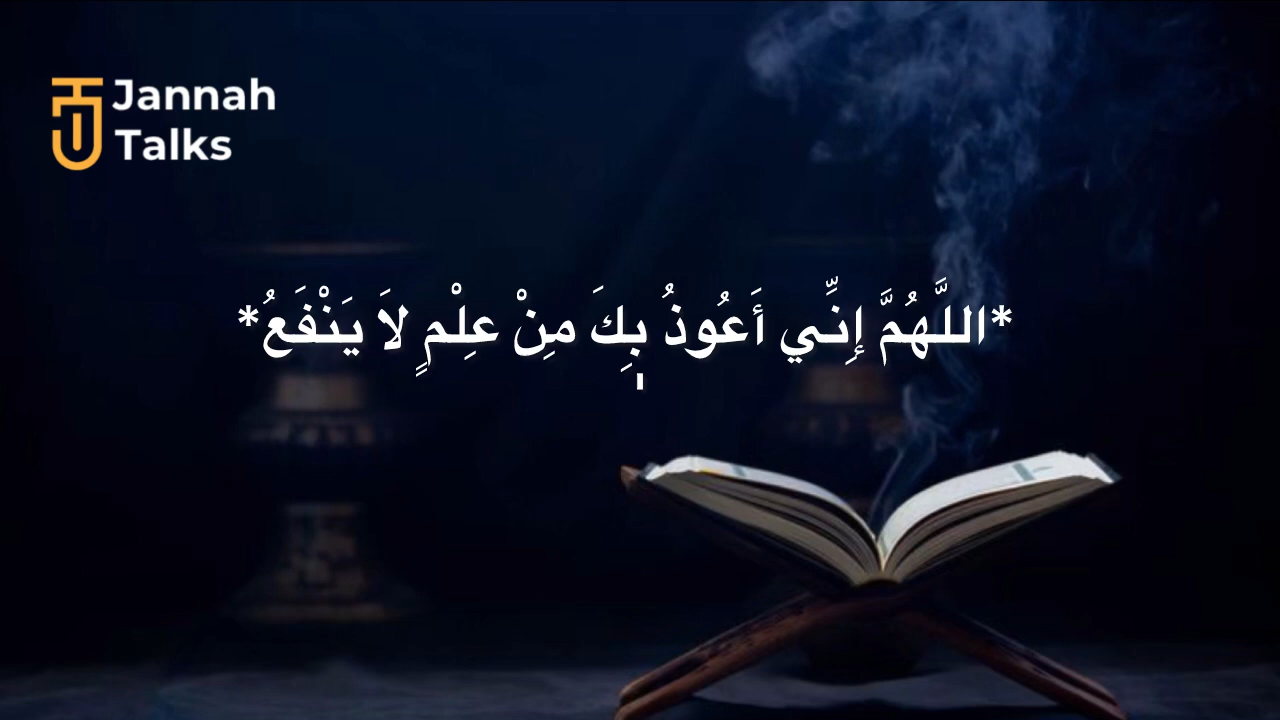 Jannah
Talks
*اللَّهُمَّ إِنِّي أَعُوذُ بِكَ مِنْ عِلْمٍ لاَ يَنْفَعُ*